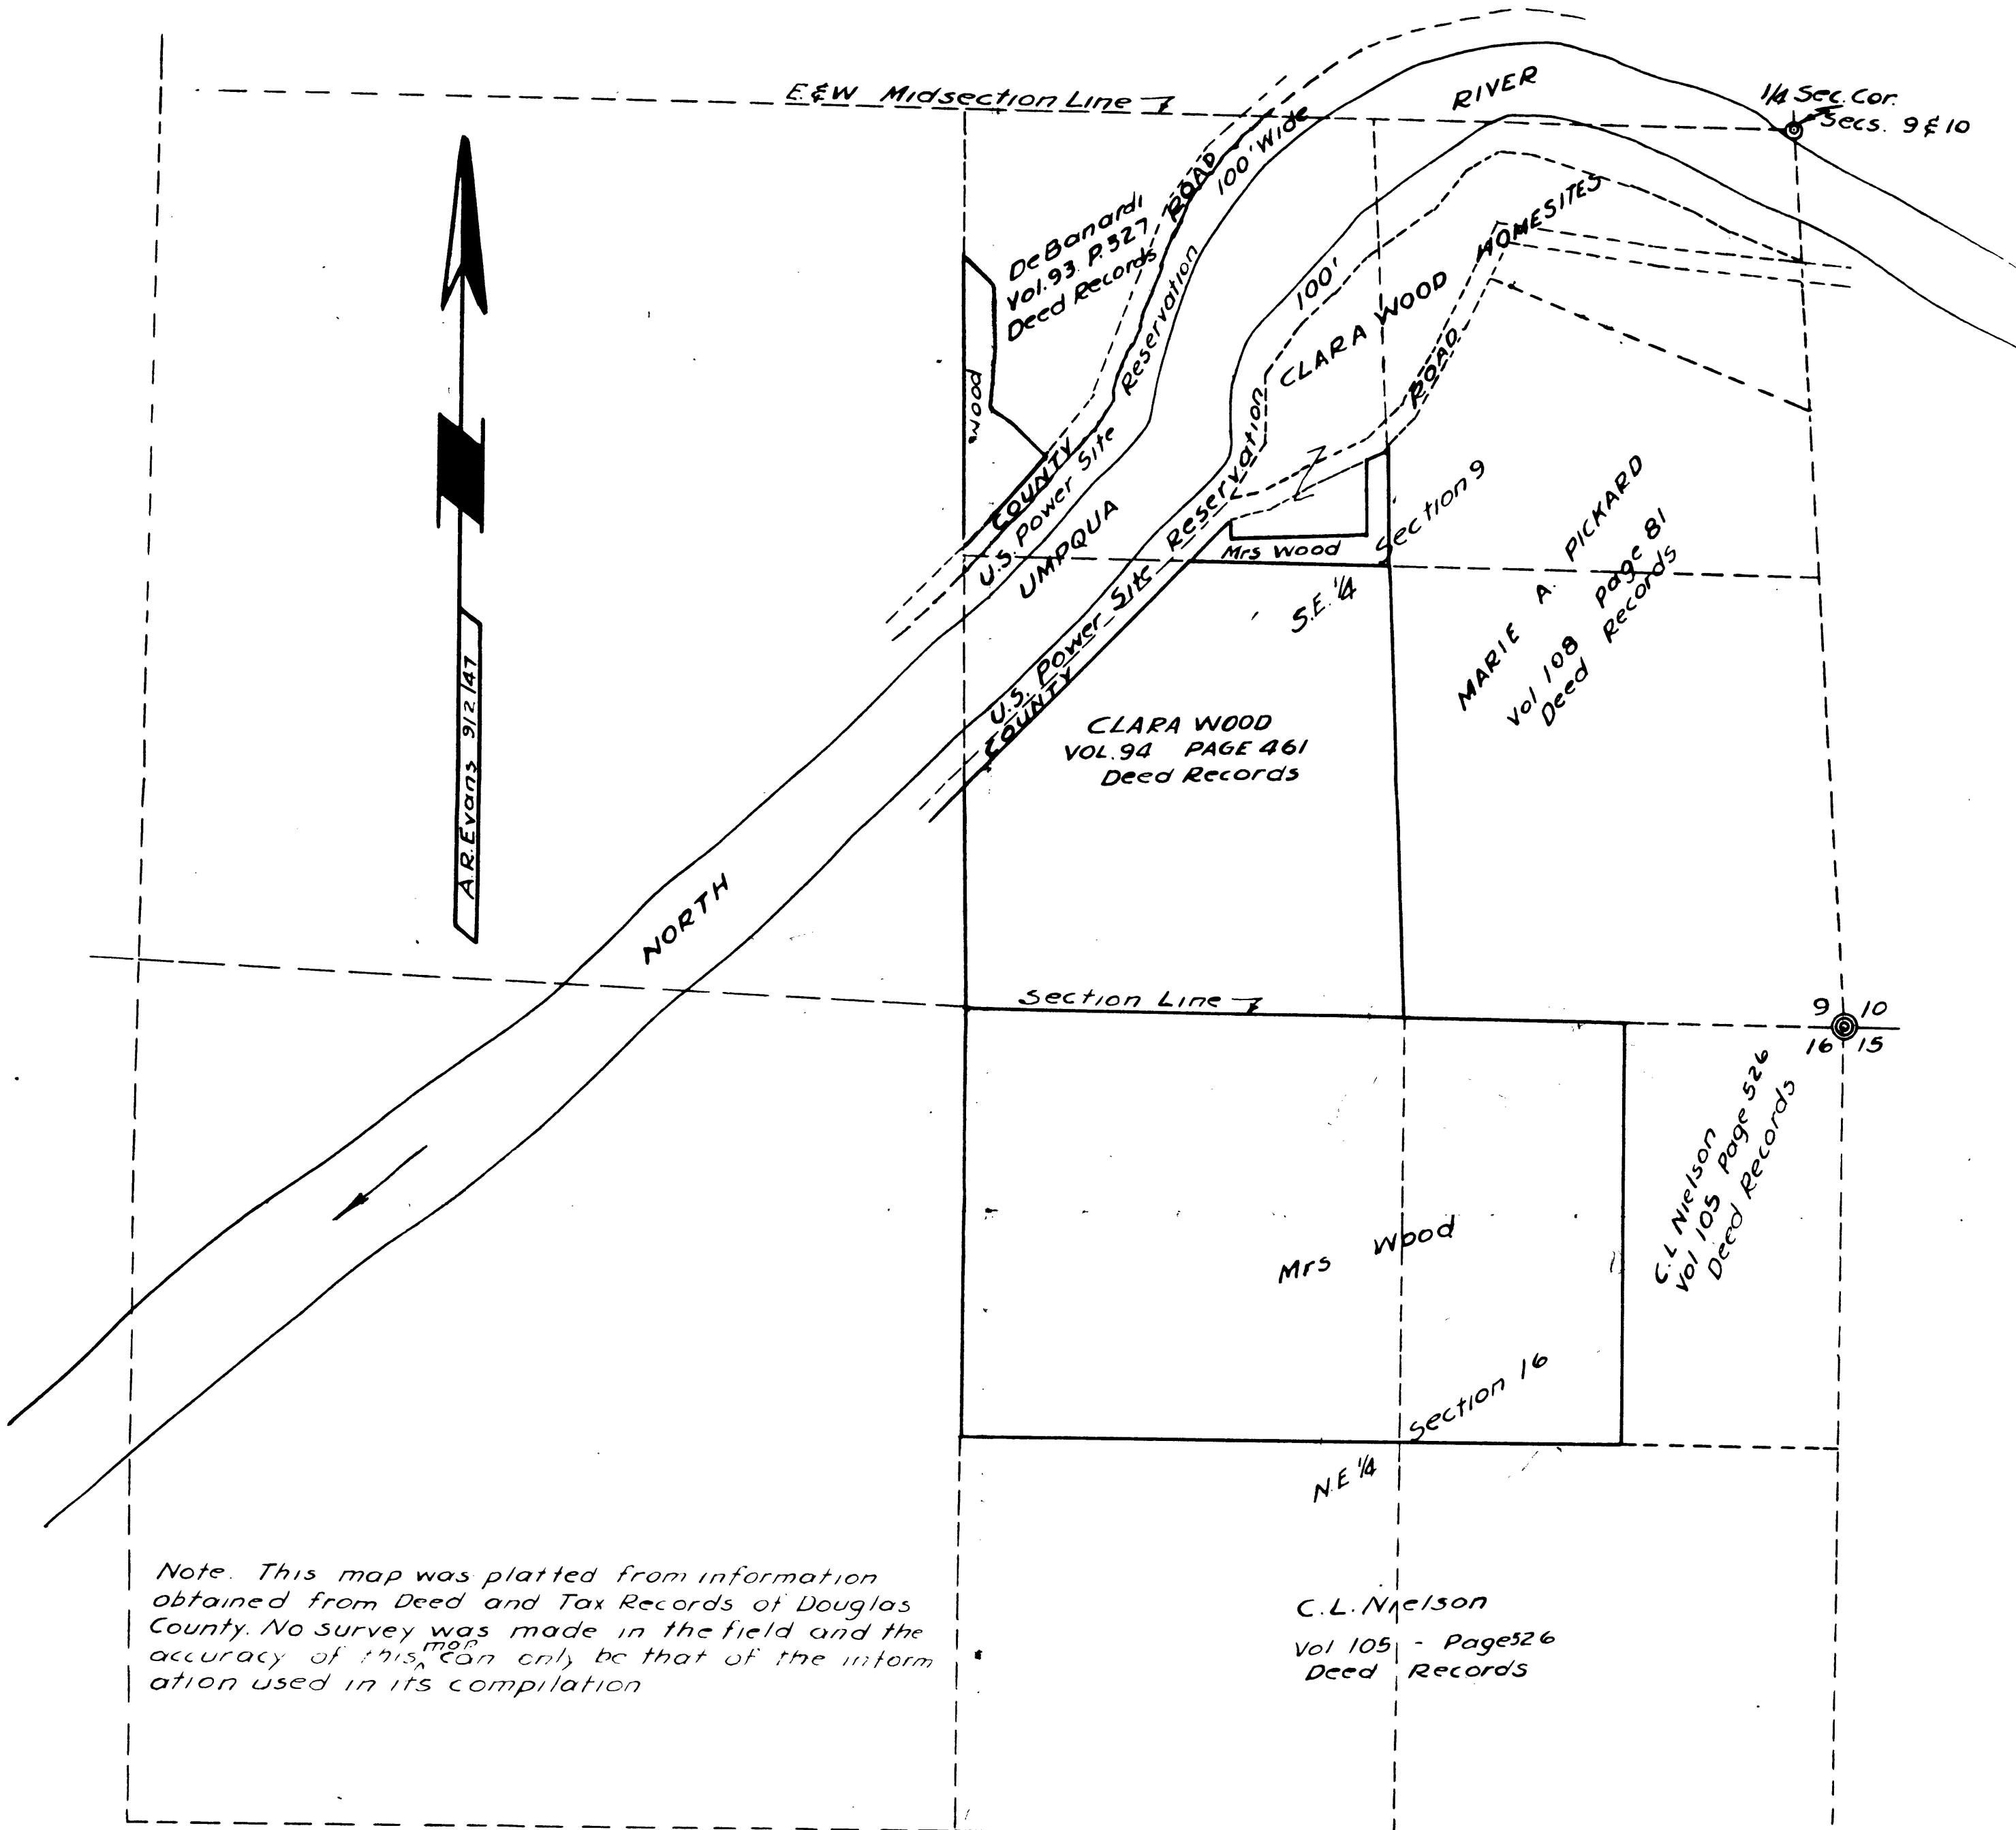 E.&W Midsection Line
RIVER
1/4 Sec. Cor.
Secs. 9 & 10
ROAD
100' Wide
DeBanardi
Vol. 93 P. 327
Deed Records
Reservation
HOMESITES
100'
CLARA WOOD
ROAD
Wood
COUNTY
U.S. Power Site
UMPQUA
Reservation
Mrs Wood
Section 9
S.E. 1/4
MARIE A. PICKARD
Vol 108 Page 81
Deed Records
U.S. Power Site
COUNTY
CLARA WOOD
VOL. 94 PAGE 461
Deed Records
A.R. Evans 9/2/47
NORTH
Section Line
9 10
16 15
C.L Nielson
Vol 105 Page 526
Deed Records
Mrs Wood
Section 16
N.E 1/4
Note. This map was platted from information
obtained from Deed and Tax Records of Douglas
County. No survey was made in the field and the
accuracy of this map can only be that of the inform
ation used in its compilation
C.L. Nielson
Vol 105 - Page 526
Deed Records